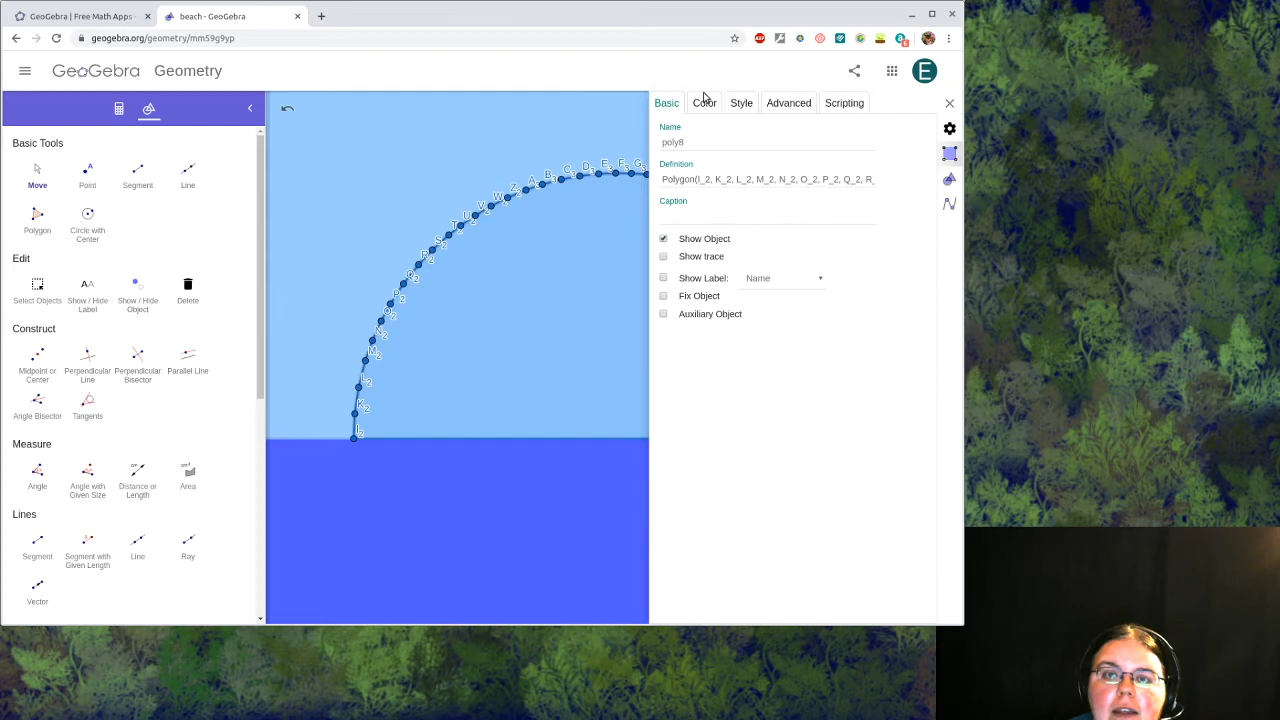 GeoGebra | Free Math Apps -
beach - GeoGebra
geogebra.org/geometry/mm59g9yp
GeoGebra Geometry
E
Basic Tools
Move
Point
Segment
Line
Polygon
Circle with Center
Edit
Select Objects
Show / Hide Label
Show / Hide Object
Delete
Construct
Midpoint or Center
Perpendicular Line
Perpendicular Bisector
Parallel Line
Angle Bisector
Tangents
Measure
Angle
Angle with Given Size
Distance or Length
Area
Lines
Segment
Segment with Given Length
Line
Ray
Vector
Basic
Color
Style
Advanced
Scripting
Name
poly8
Definition
Polygon(I_2, K_2, L_2, M_2, N_2, O_2, P_2, Q_2, R_
Caption
Show Object
Show trace
Show Label: Name
Fix Object
Auxiliary Object